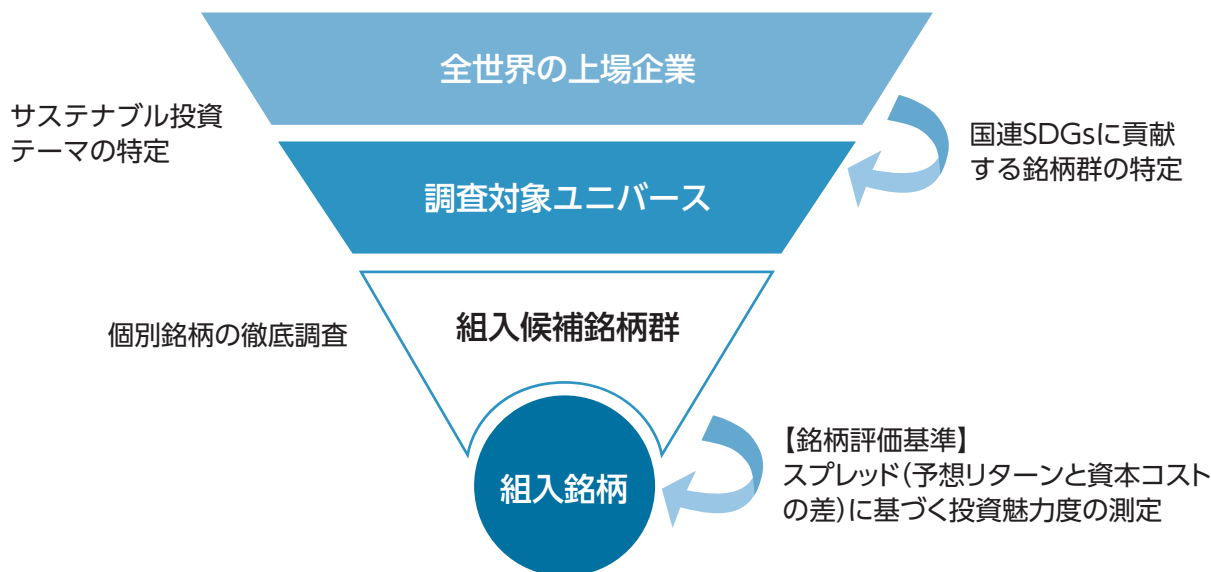 全世界の上場企業
サステナブル投資
テーマの特定
国連SDGsに貢献
する銘柄群の特定
調査対象ユニバース
個別銘柄の徹底調査
組入候補銘柄群
【銘柄評価基準】
スプレッド(予想リターンと資本コスト
の差)に基づく投資魅力度の測定
組入銘柄